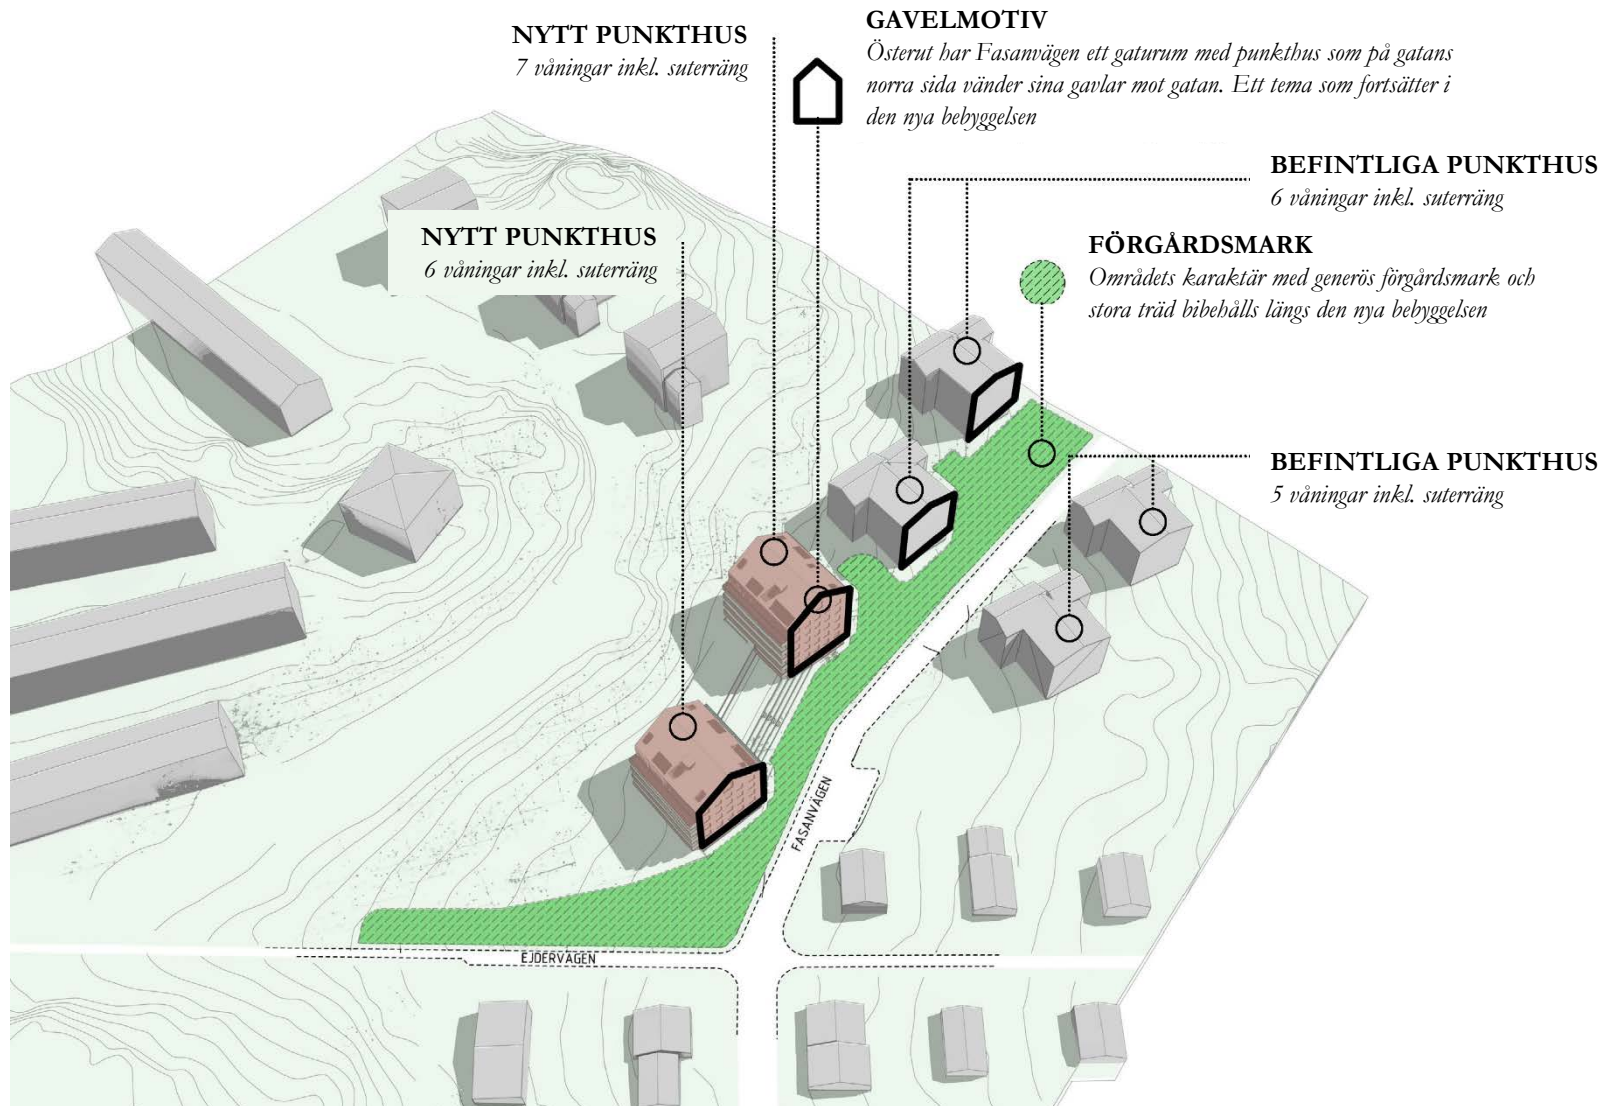 NYTT PUNKTHUS
7 våningar inkl. suterräng
GAVELMOTIV
Österut har Fasanvägen ett gaturum med punkthus som på gatans
norra sida vänder sina gavlar mot gatan. Ett tema som fortsätter i
den nya bebyggelsen
BEFINTLIGA PUNKTHUS
6 våningar inkl. suterräng
NYTT PUNKTHUS
6 våningar inkl. suterräng
FÖRGÅRDSMARK
Områdets karaktär med generös förgårdsmark och
stora träd bibehålls längs den nya bebyggelsen
BEFINTLIGA PUNKTHUS
5 våningar inkl. suterräng
FASANVÄGEN
EJDERVÄGEN